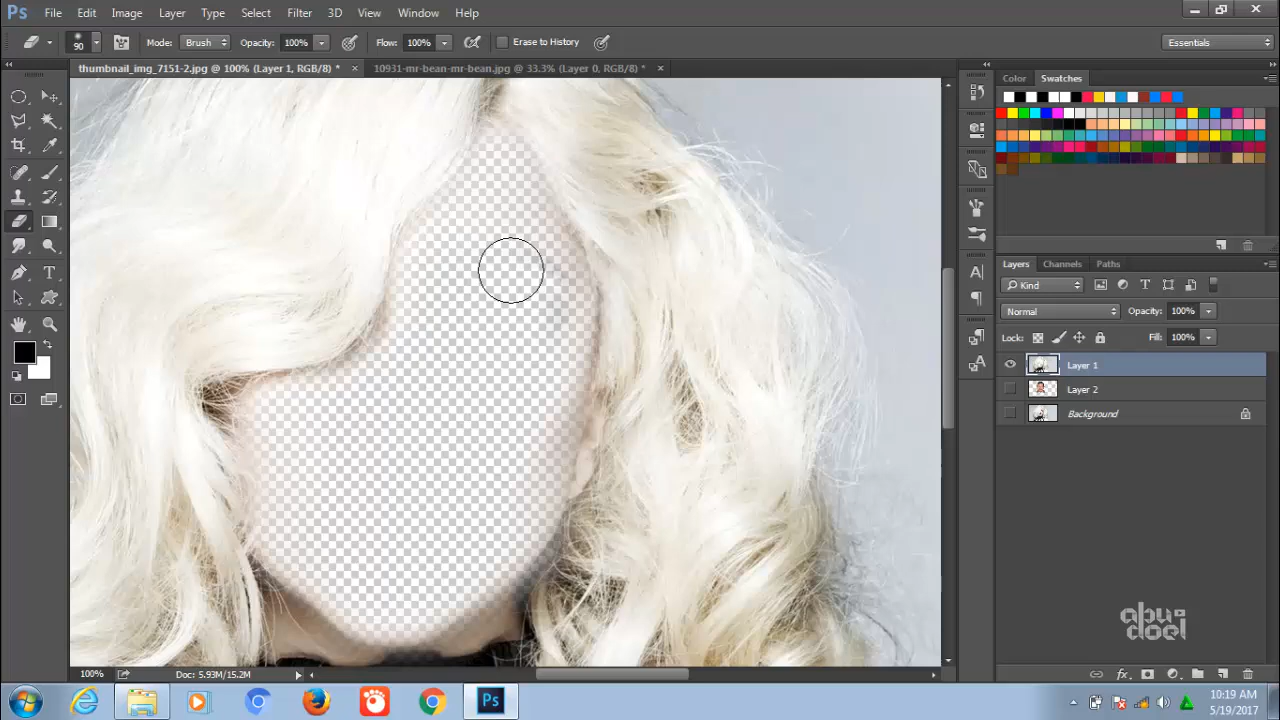 Ps File Edit Image Layer Type Select Filter 3D View Window Help
90 Mode: Brush Opacity: 100% Flow: 100% Erase to History Essentials
thumbnail_img_7151-2.jpg @ 100% (Layer 1, RGB/8) * × 10931-mr-bean-mr-bean.jpg @ 33.3% (Layer 0, RGB/8) * ×
Color Swatches
Layers Channels Paths
Kind
Normal Opacity: 100%
Lock: Fill: 100%
Layer 1
Layer 2
Background
abu
doel
100% Doc: 5.93M/15.2M
Ps
10:19 AM
5/19/2017